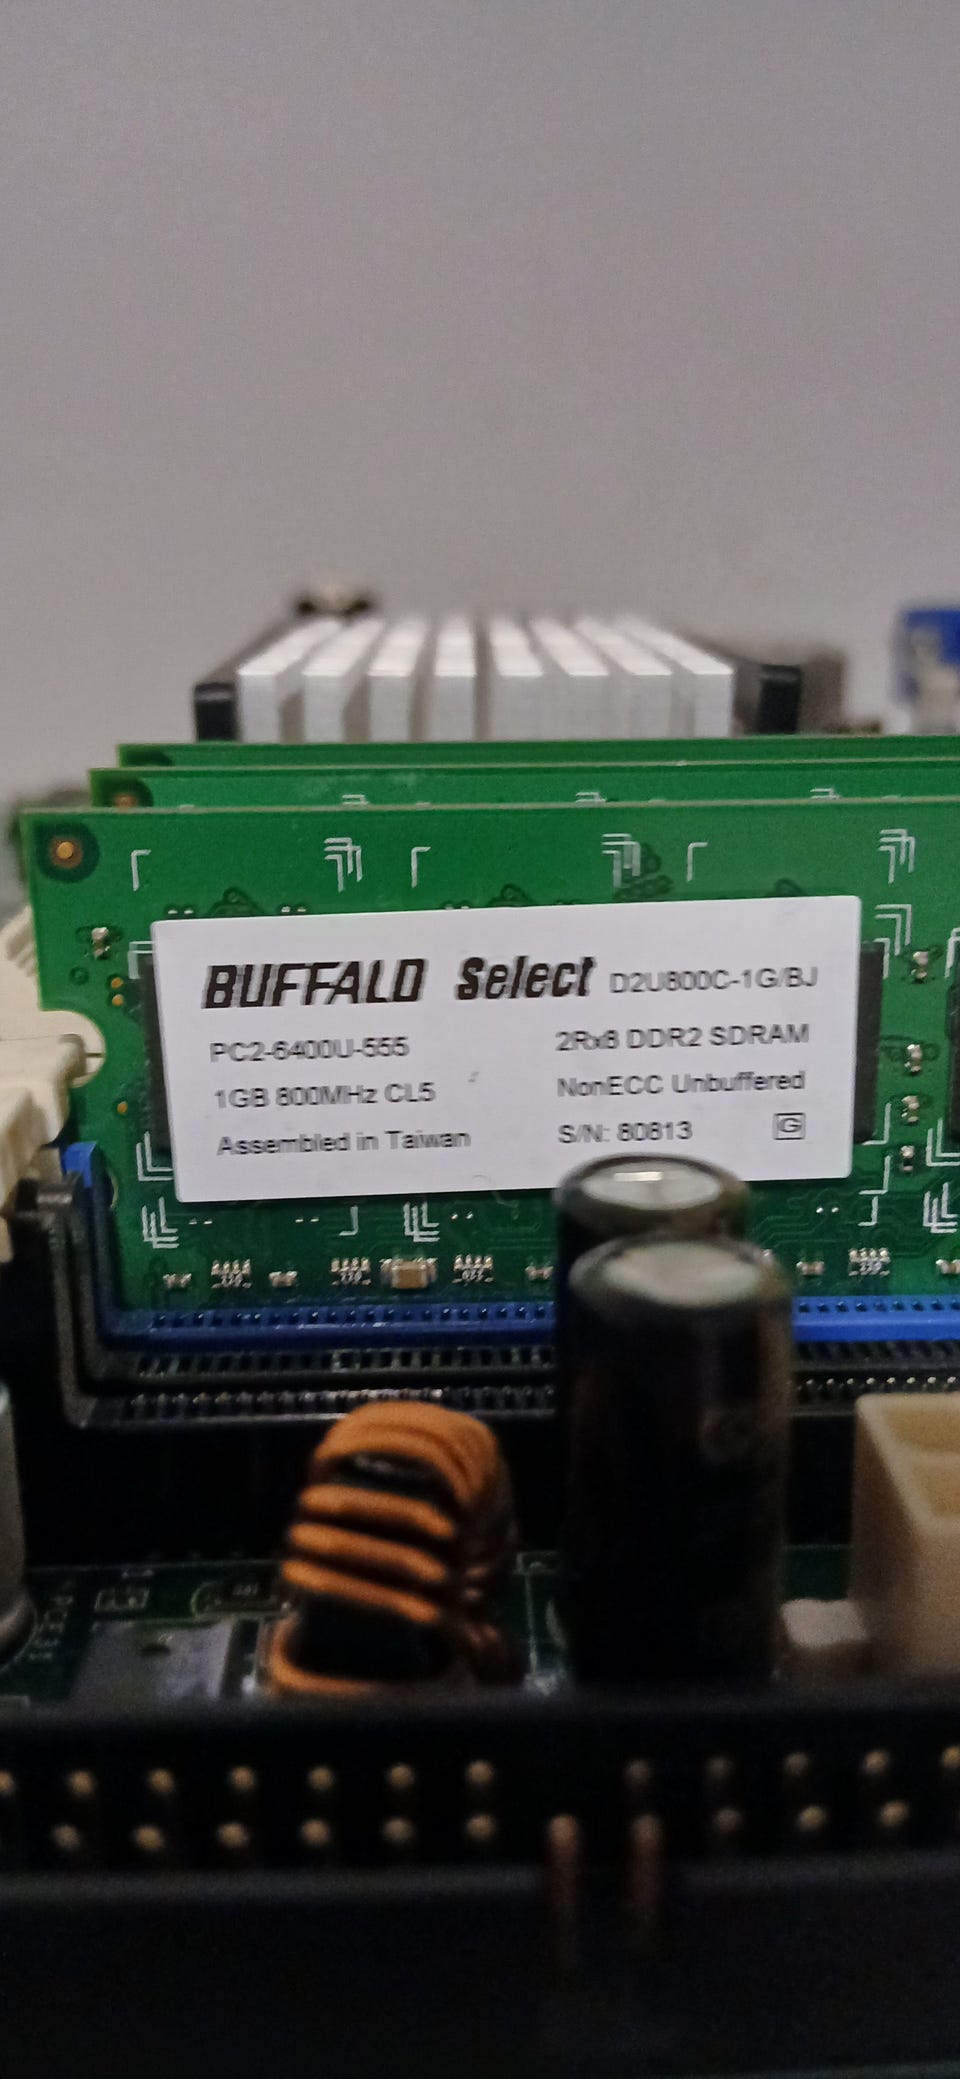 BUFFALO Select D2U800C-1G/BJ
PC2-6400U-555 2Rx8 DDR2 SDRAM
1GB 800MHz CL5 NonECC Unbuffered
Assembled in Taiwan S/N: 80813 G